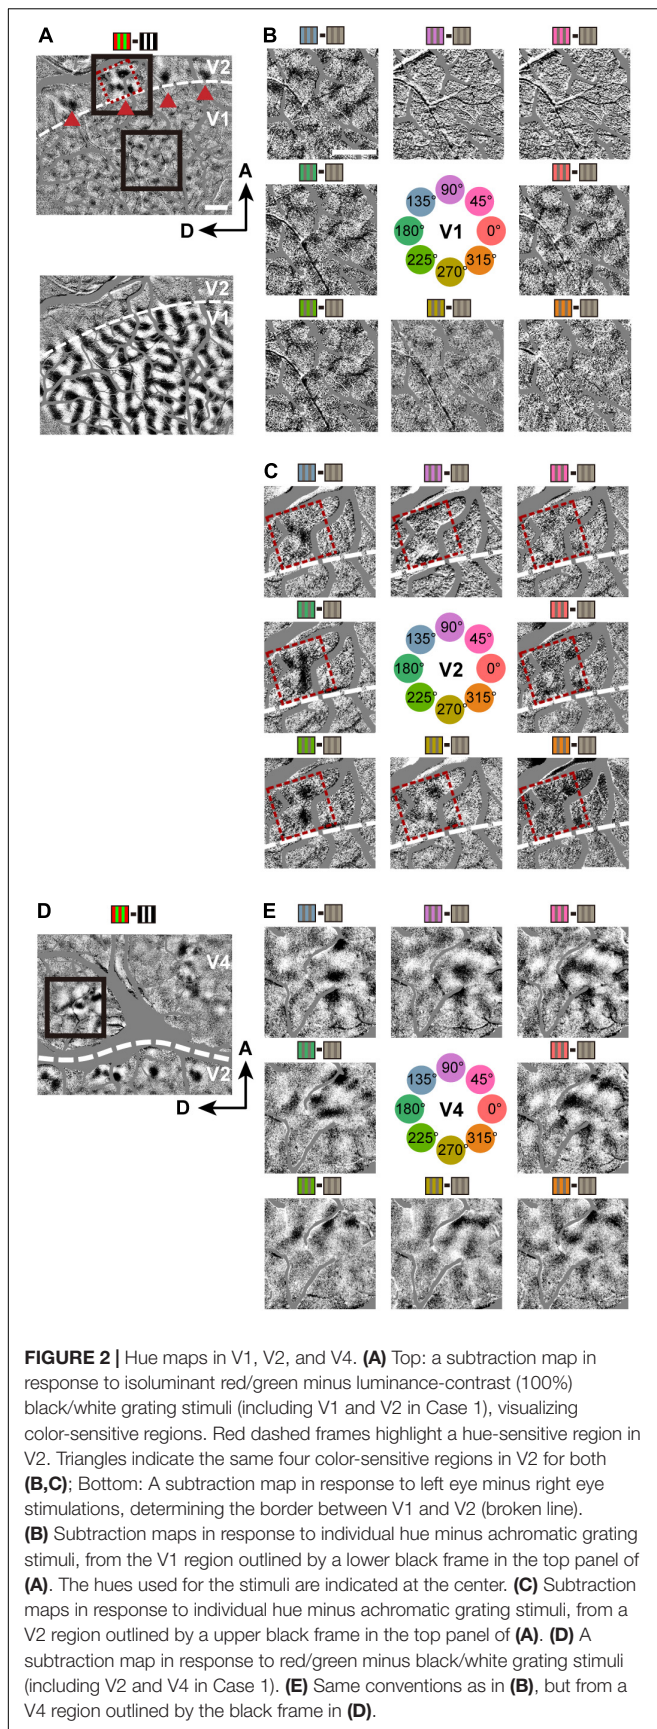 A
B
V2
V1
A
D
90°
135°
45°
180°
V1
0°
225°
315°
270°
V2
V1
C
90°
135°
45°
180°
V2
0°
225°
315°
270°
D
E
V4
V2
A
D
90°
135°
45°
180°
V4
0°
225°
315°
270°
FIGURE 2 | Hue maps in V1, V2, and V4. (A) Top: a subtraction map in
response to isoluminant red/green minus luminance-contrast (100%)
black/white grating stimuli (including V1 and V2 in Case 1), visualizing
color-sensitive regions. Red dashed frames highlight a hue-sensitive region in
V2. Triangles indicate the same four color-sensitive regions in V2 for both
(B,C); Bottom: A subtraction map in response to left eye minus right eye
stimulations, determining the border between V1 and V2 (broken line).
(B) Subtraction maps in response to individual hue minus achromatic grating
stimuli, from the V1 region outlined by a lower black frame in the top panel of
(A). The hues used for the stimuli are indicated at the center. (C) Subtraction
maps in response to individual hue minus achromatic grating stimuli, from a
V2 region outlined by a upper black frame in the top panel of (A). (D) A
subtraction map in response to red/green minus black/white grating stimuli
(including V2 and V4 in Case 1). (E) Same conventions as in (B), but from a
V4 region outlined by the black frame in (D).